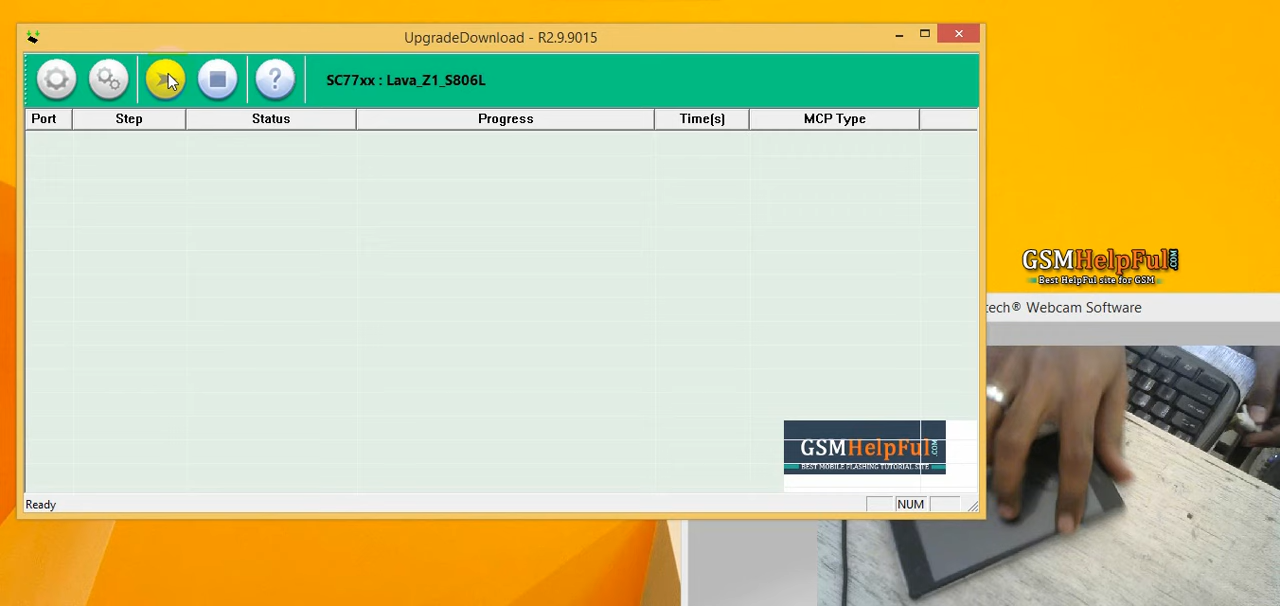 UpgradeDownload - R2.9.9015
SC77xx : Lava_Z1_S806L
Port Step Status Progress Time(s) MCP Type
GSMHelpFul.COM
Best HelpFul site for GSM
tech® Webcam Software
GSMHelpFul.COM
BEST MOBILE FLASHING TUTORIAL SITE
Ready NUM